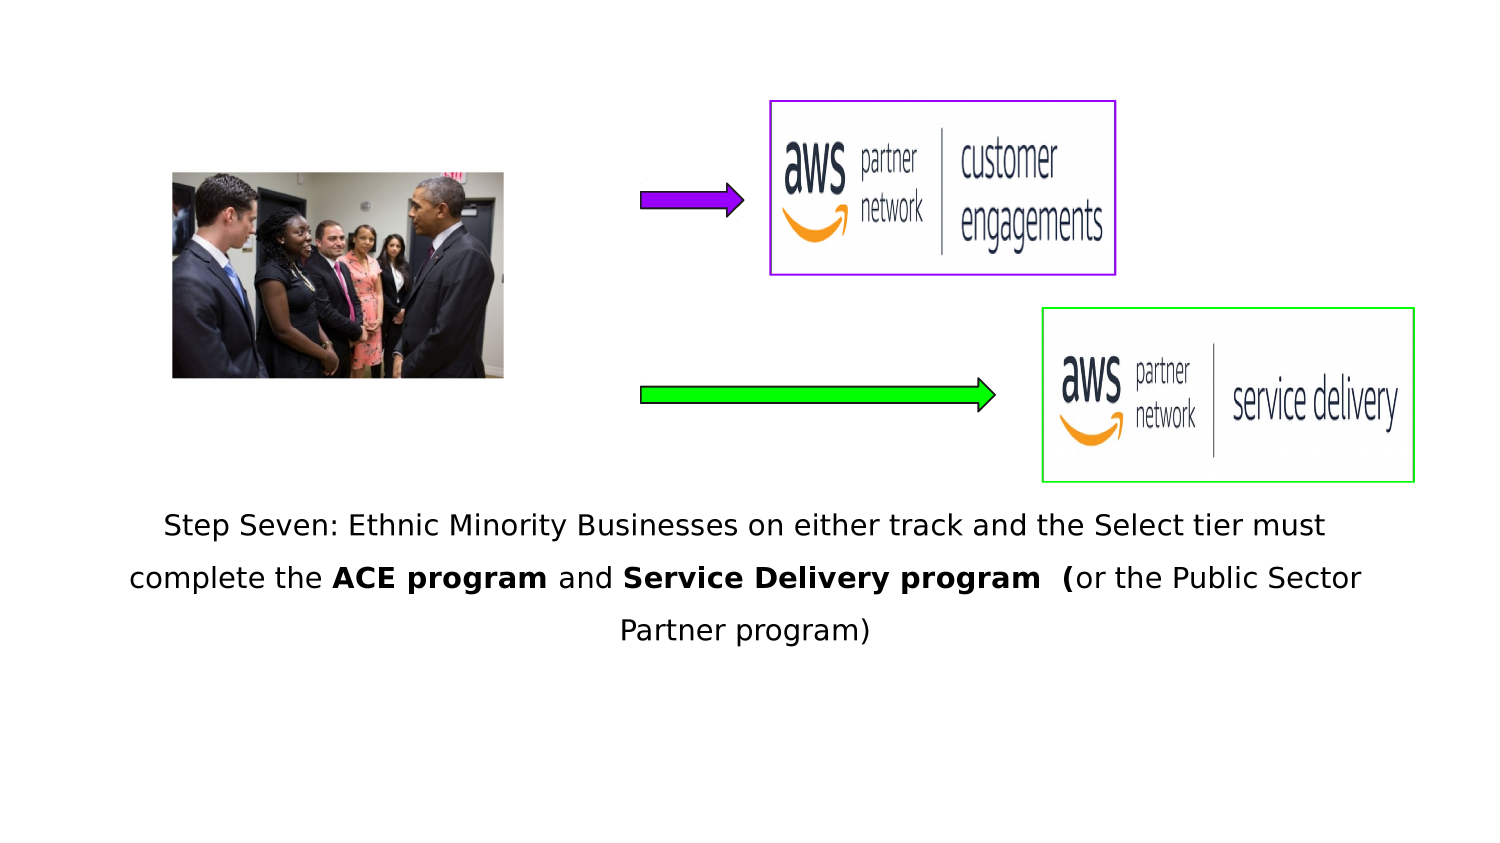 aws partner network customer engagements
aws partner network service delivery
Step Seven: Ethnic Minority Businesses on either track and the Select tier must
complete the ACE program and Service Delivery program  (or the Public Sector
Partner program)